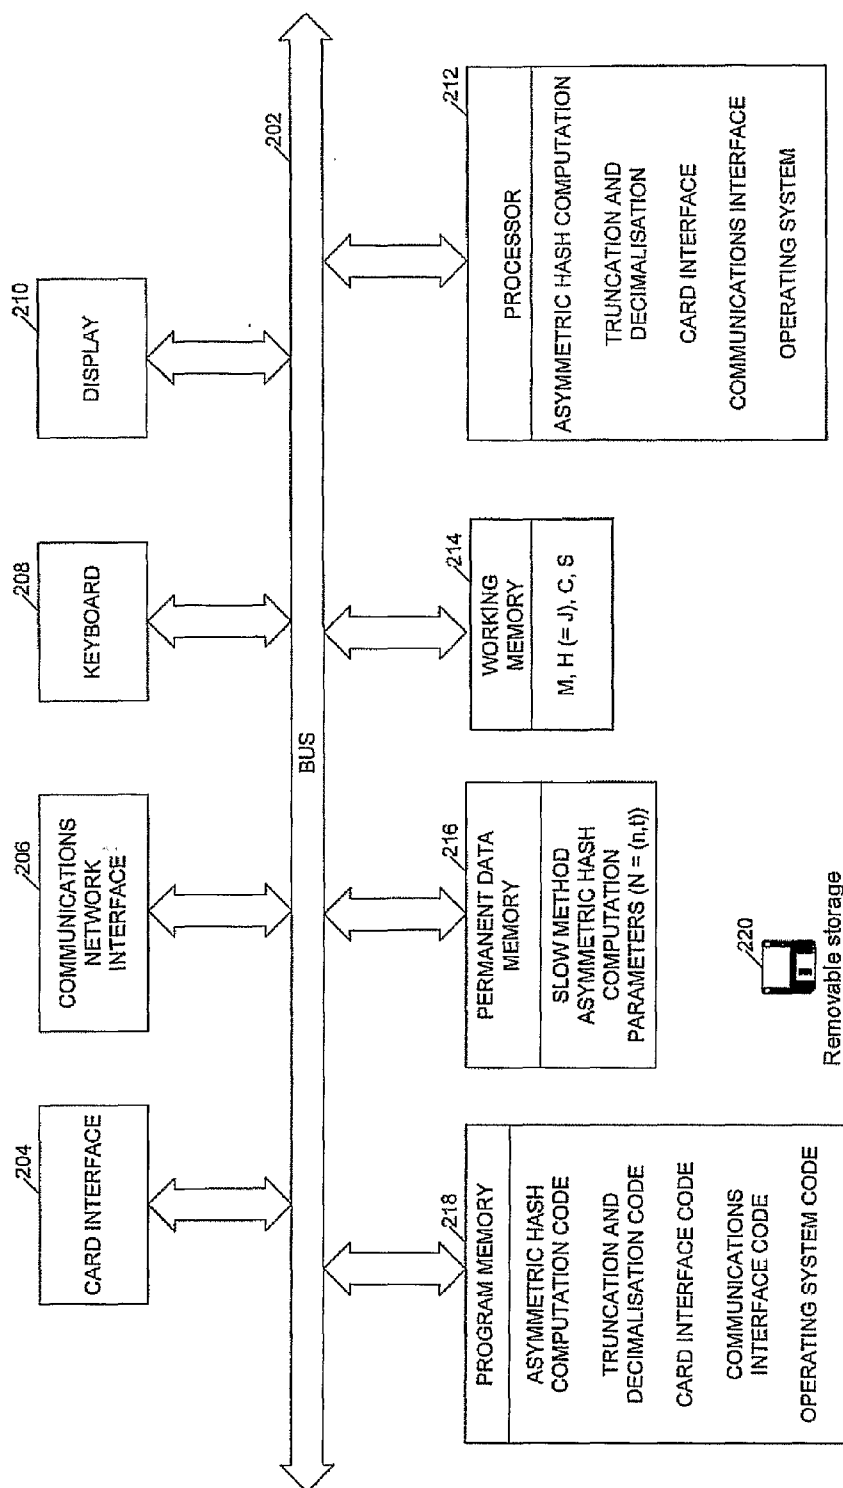 204
CARD INTERFACE
206
COMMUNICATIONS
NETWORK
INTERFACE
208
KEYBOARD
210
DISPLAY
BUS
202
218
PROGRAM MEMORY
ASYMMETRIC HASH
COMPUTATION CODE
TRUNCATION AND
DECIMALISATION CODE
CARD INTERFACE CODE
COMMUNICATIONS
INTERFACE CODE
OPERATING SYSTEM CODE
216
PERMANENT DATA
MEMORY
SLOW METHOD
ASYMMETRIC HASH
COMPUTATION
PARAMETERS (N = (n,t))
214
WORKING
MEMORY
M, H (= J), C, S
212
PROCESSOR
ASYMMETRIC HASH COMPUTATION
TRUNCATION AND
DECIMALISATION
CARD INTERFACE
COMMUNICATIONS INTERFACE
OPERATING SYSTEM
220
Removable storage